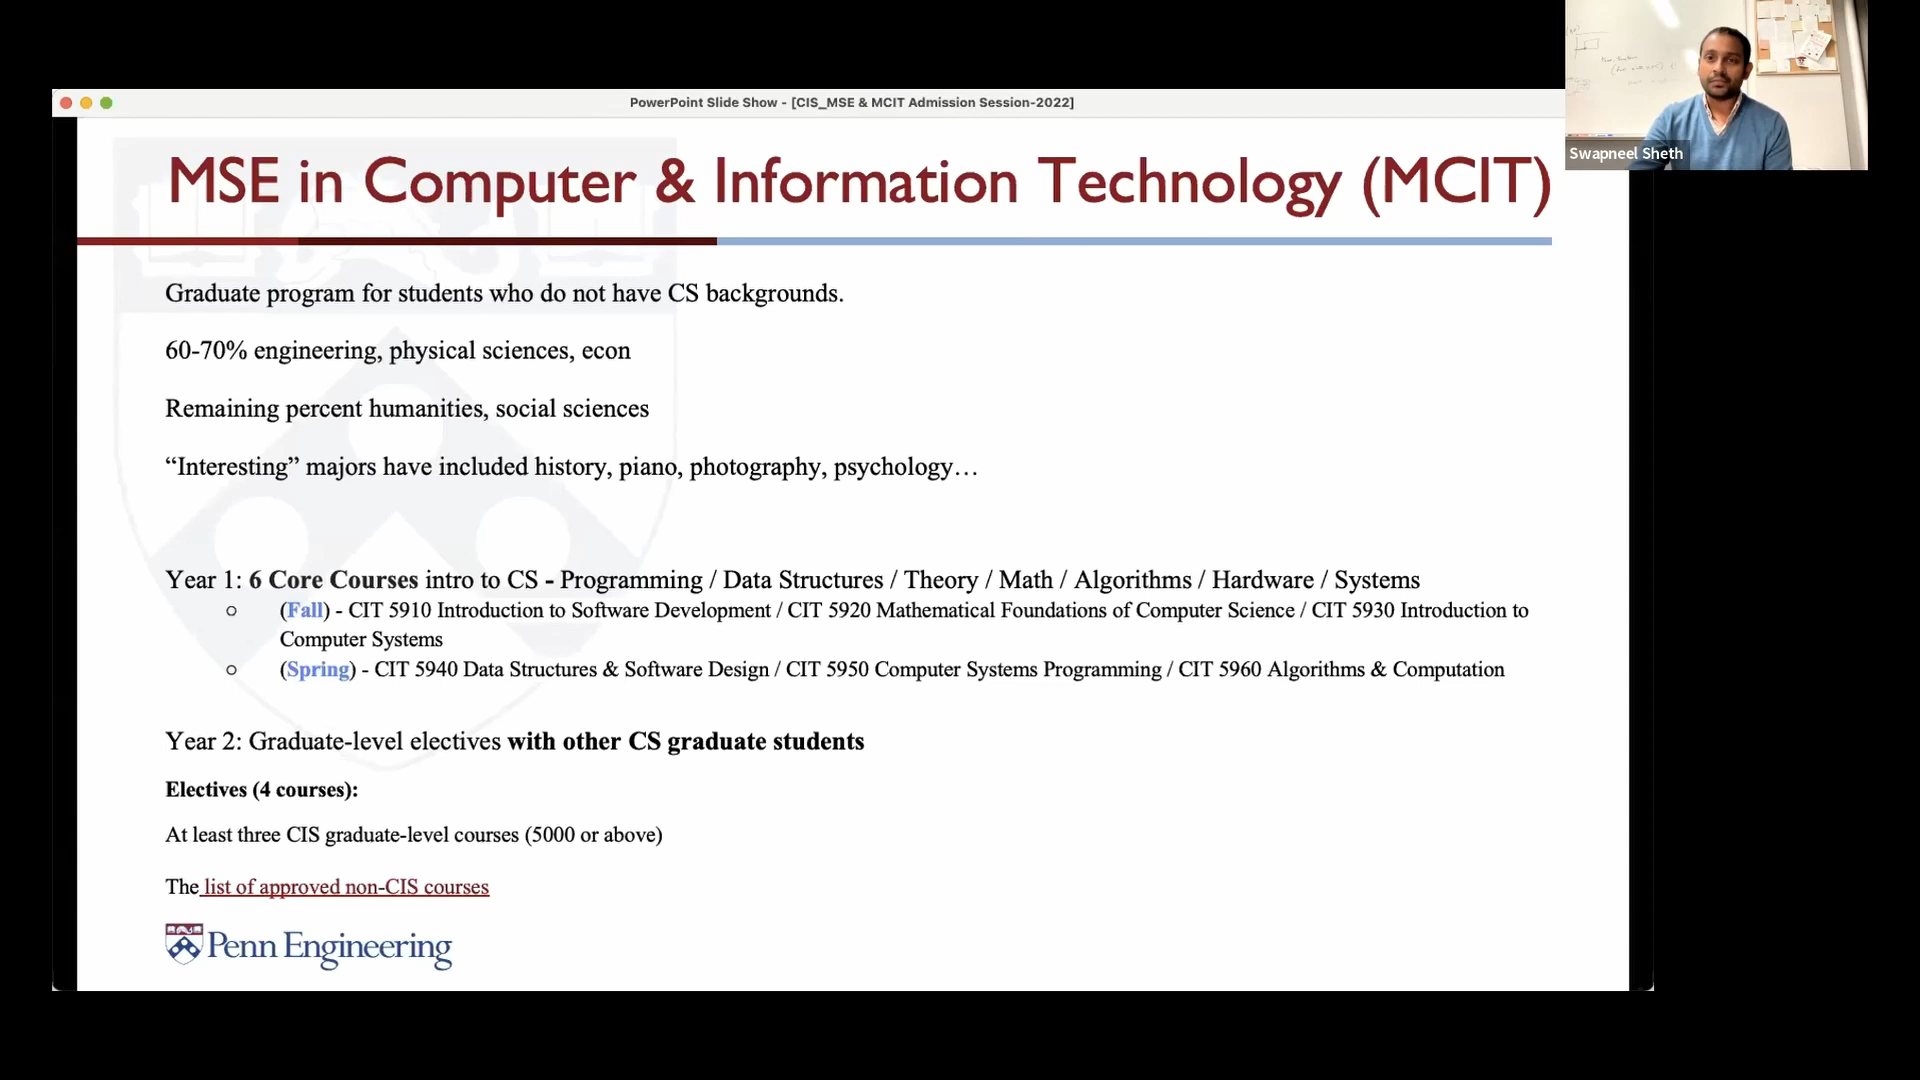 PowerPoint Slide Show - [CIS_MSE & MCIT Admission Session-2022]
Swapneel Sheth
MSE in Computer & Information Technology (MCIT)
Graduate program for students who do not have CS backgrounds.
60-70% engineering, physical sciences, econ
Remaining percent humanities, social sciences
“Interesting” majors have included history, piano, photography, psychology…
Year 1: 6 Core Courses intro to CS - Programming / Data Structures / Theory / Math / Algorithms / Hardware / Systems
(Fall) - CIT 5910 Introduction to Software Development / CIT 5920 Mathematical Foundations of Computer Science / CIT 5930 Introduction to
Computer Systems
(Spring) - CIT 5940 Data Structures & Software Design / CIT 5950 Computer Systems Programming / CIT 5960 Algorithms & Computation
Year 2: Graduate-level electives with other CS graduate students
Electives (4 courses):
At least three CIS graduate-level courses (5000 or above)
The list of approved non-CIS courses
Penn Engineering